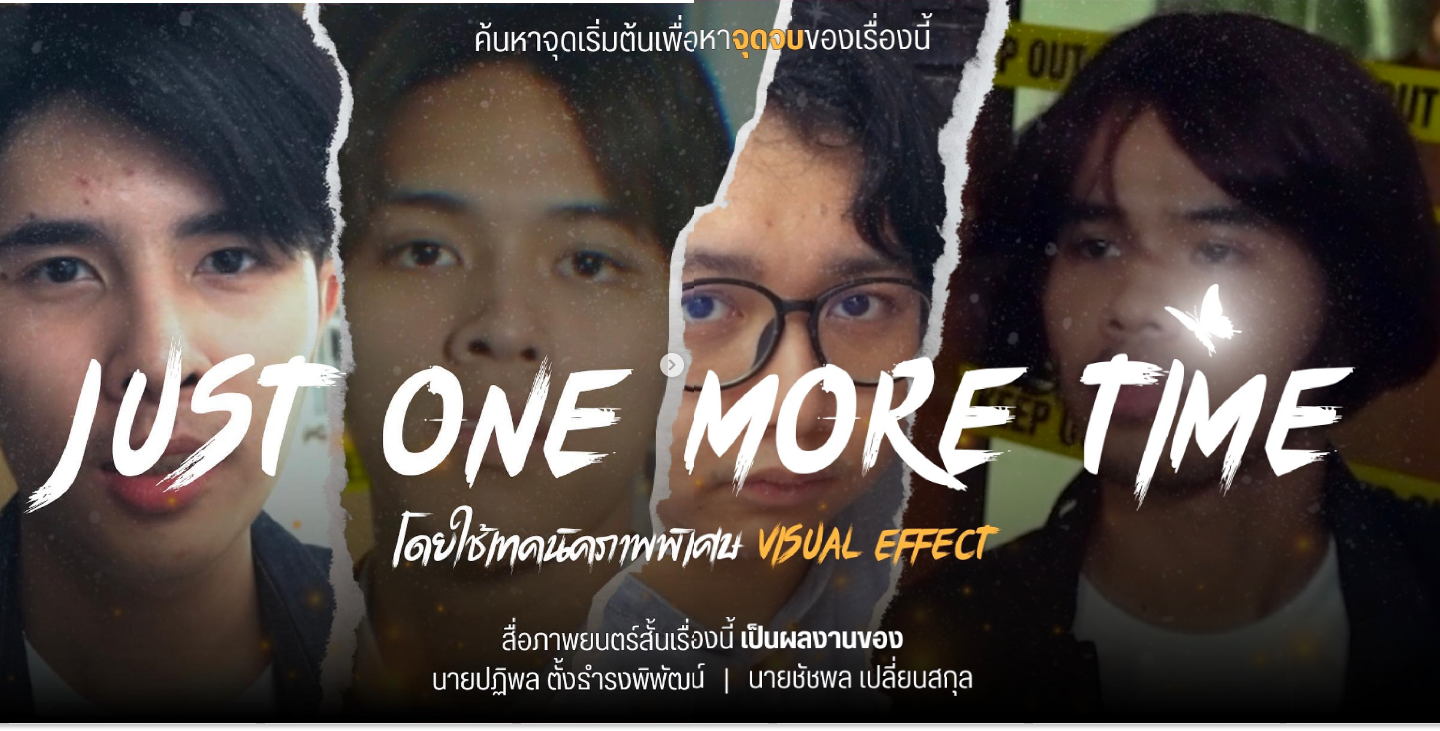 ค้นหาจุดเริ่มต้นเพื่อหาจุดจบของเรื่องนี้
KEEP OUT
OUT
KEEP OUT
JUST ONE MORE TIME
โดยใช้เทคนิคภาพพิเศษ VISUAL EFFECT
สื่อภาพยนตร์สั้นเรื่องนี้ เป็นผลงานของ
นายปฏิพล ตั้งธำรงพิพัฒน์ | นายชัชพล เปลี่ยนสกุล